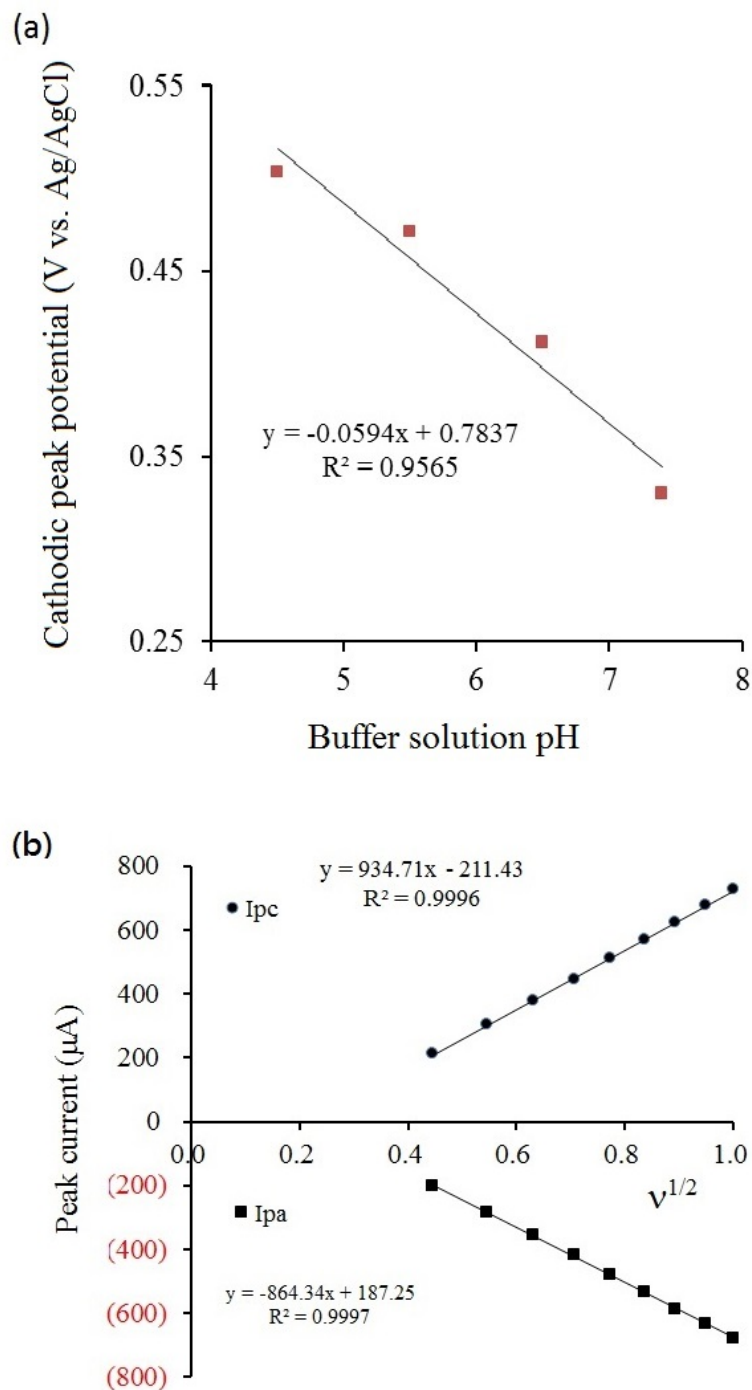 (a)
Cathodic peak potential (V vs. Ag/AgCl)
0.55
0.45
0.35
0.25
y = -0.0594x + 0.7837
R² = 0.9565
4 5 6 7 8
Buffer solution pH
(b)
Peak current (µA)
800
600
400
200
0
(200)
(400)
(600)
(800)
y = 934.71x - 211.43
R² = 0.9996
Ipc
0.0 0.2 0.4 0.6 0.8 1.0
ν1/2
Ipa
y = -864.34x + 187.25
R² = 0.9997